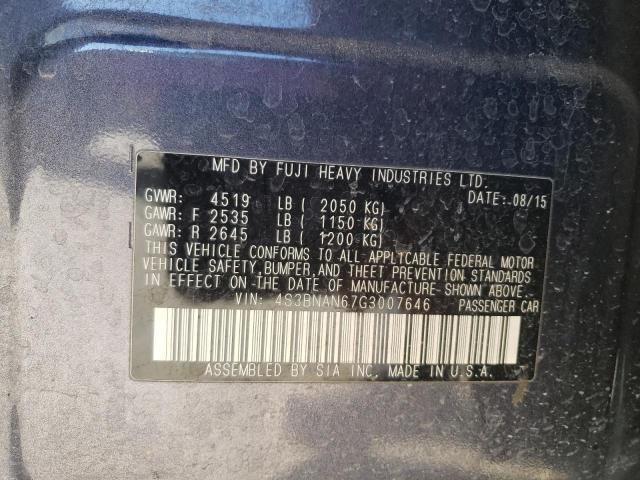 MFD BY FUJI HEAVY INDUSTRIES LTD.
GVWR: 4519 LB ( 2050 KG) DATE: 08/15
GAWR: F 2535 LB ( 1150 KG)
GAWR: R 2645 LB ( 1200 KG)
THIS VEHICLE CONFORMS TO ALL APPLICABLE FEDERAL MOTOR
VEHICLE SAFETY, BUMPER, AND THEFT PREVENTION STANDARDS
IN EFFECT ON THE DATE OF MANUFACTURE SHOWN ABOVE.
VIN: 4S3BNAN67G3007646 PASSENGER CAR
ASSEMBLED BY SIA INC. MADE IN U.S.A.